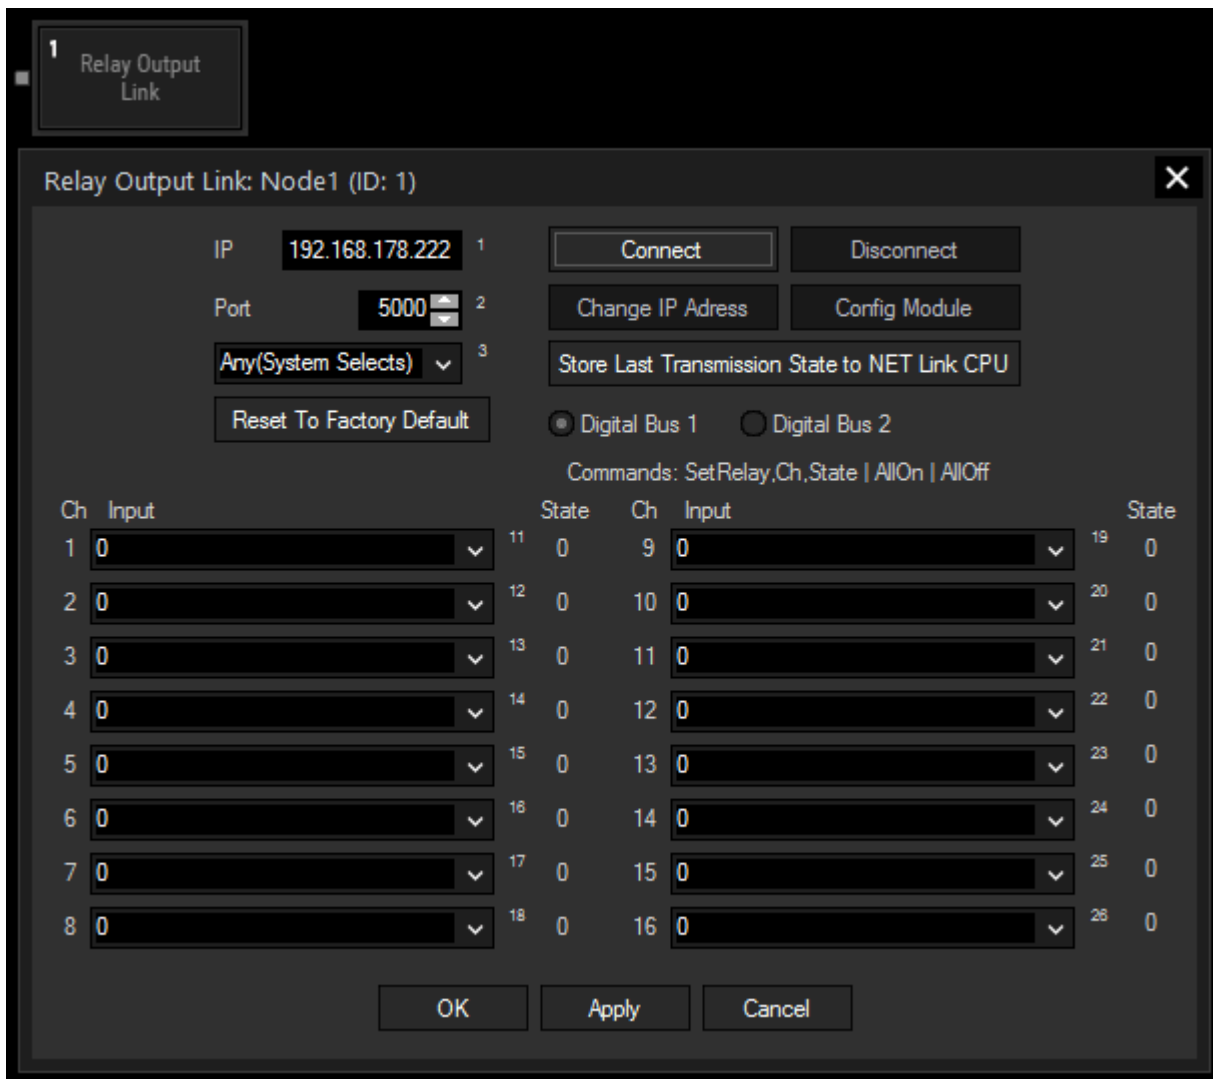 1
Relay Output
Link
Relay Output Link: Node1 (ID: 1)
IP 192.168.178.222 1 Connect Disconnect
Port 5000 2 Change IP Adress Config Module
Any(System Selects) 3 Store Last Transmission State to NET Link CPU
Reset To Factory Default Digital Bus 1 Digital Bus 2
Commands: SetRelay,Ch,State | AllOn | AllOff
Ch Input State Ch Input State
1 0 11 0 9 0 19 0
2 0 12 0 10 0 20 0
3 0 13 0 11 0 21 0
4 0 14 0 12 0 22 0
5 0 15 0 13 0 23 0
6 0 16 0 14 0 24 0
7 0 17 0 15 0 25 0
8 0 18 0 16 0 26 0
OK Apply Cancel